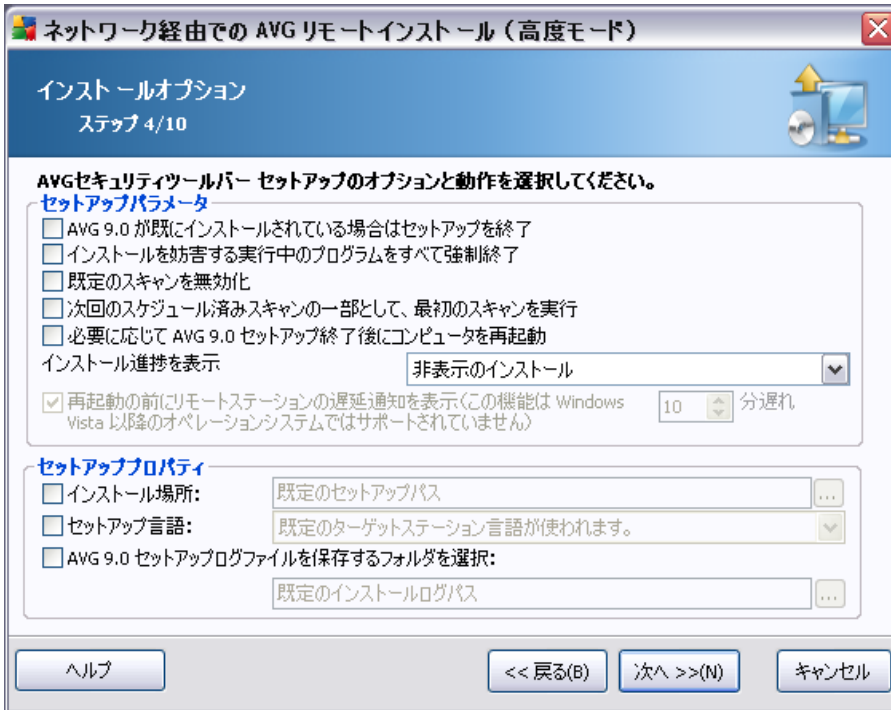 ネットワーク経由での AVG リモートインストール（高度モード）
インストールオプション
ステップ 4/10
AVGセキュリティツールバー セットアップのオプションと動作を選択してください。
セットアップパラメータ
AVG 9.0 が既にインストールされている場合はセットアップを終了
インストールを妨害する実行中のプログラムをすべて強制終了
既定のスキャンを無効化
次回のスケジュール済みスキャンの一部として、最初のスキャンを実行
必要に応じて AVG 9.0 セットアップ終了後にコンピュータを再起動
インストール進捗を表示 非表示のインストール
再起動の前にリモートステーションの遅延通知を表示(この機能は Windows 10 分遅れ
Vista 以降のオペレーションシステムではサポートされていません)
セットアッププロパティ
インストール場所: 既定のセットアップパス ...
セットアップ言語: 既定のターゲットステーション言語が使われます。
AVG 9.0 セットアップログファイルを保存するフォルダを選択:
既定のインストールログパス ...
ヘルプ << 戻る(B) 次へ >>(N) キャンセル